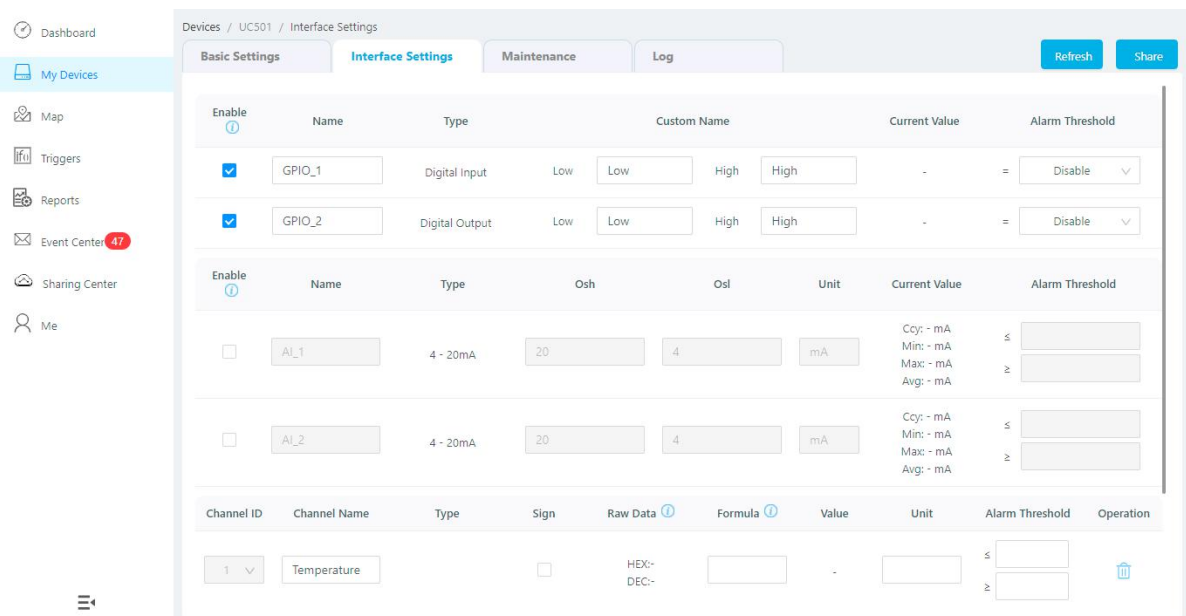 Dashboard
My Devices
Map
Triggers
Reports
Event Center 47
Sharing Center
Me
Devices / UC501 / Interface Settings
Basic Settings Interface Settings Maintenance Log Refresh Share
Enable Name Type Custom Name Current Value Alarm Threshold
GPIO_1 Digital Input Low Low High High - = Disable
GPIO_2 Digital Output Low Low High High - = Disable
Enable Name Type Osh Osl Unit Current Value Alarm Threshold
AI_1 4 - 20mA 20 4 mA
Ccy: - mA
Min: - mA
Max: - mA
Avg: - mA
≤
≥
AI_2 4 - 20mA 20 4 mA
Ccy: - mA
Min: - mA
Max: - mA
Avg: - mA
≤
≥
Channel ID Channel Name Type Sign Raw Data Formula Value Unit Alarm Threshold Operation
1 Temperature
HEX:-
DEC:-
-
≤
≥